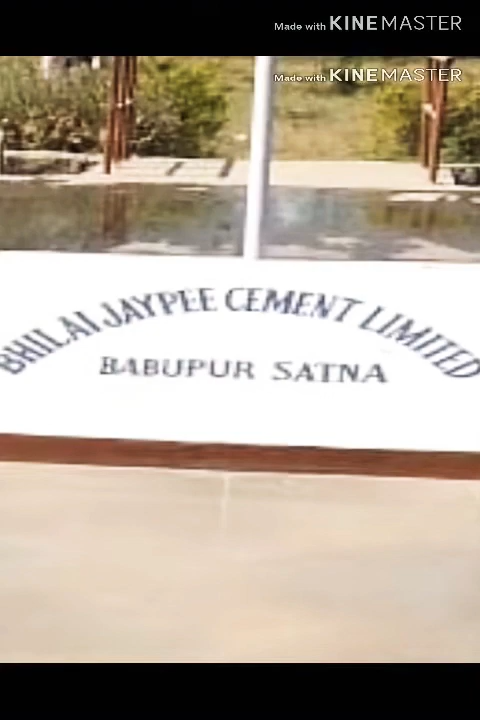 Made with KINEMASTER
Made with KINEMASTER
BHILAI JAYPEE CEMENT LIMITED
BABUPUR SATNA